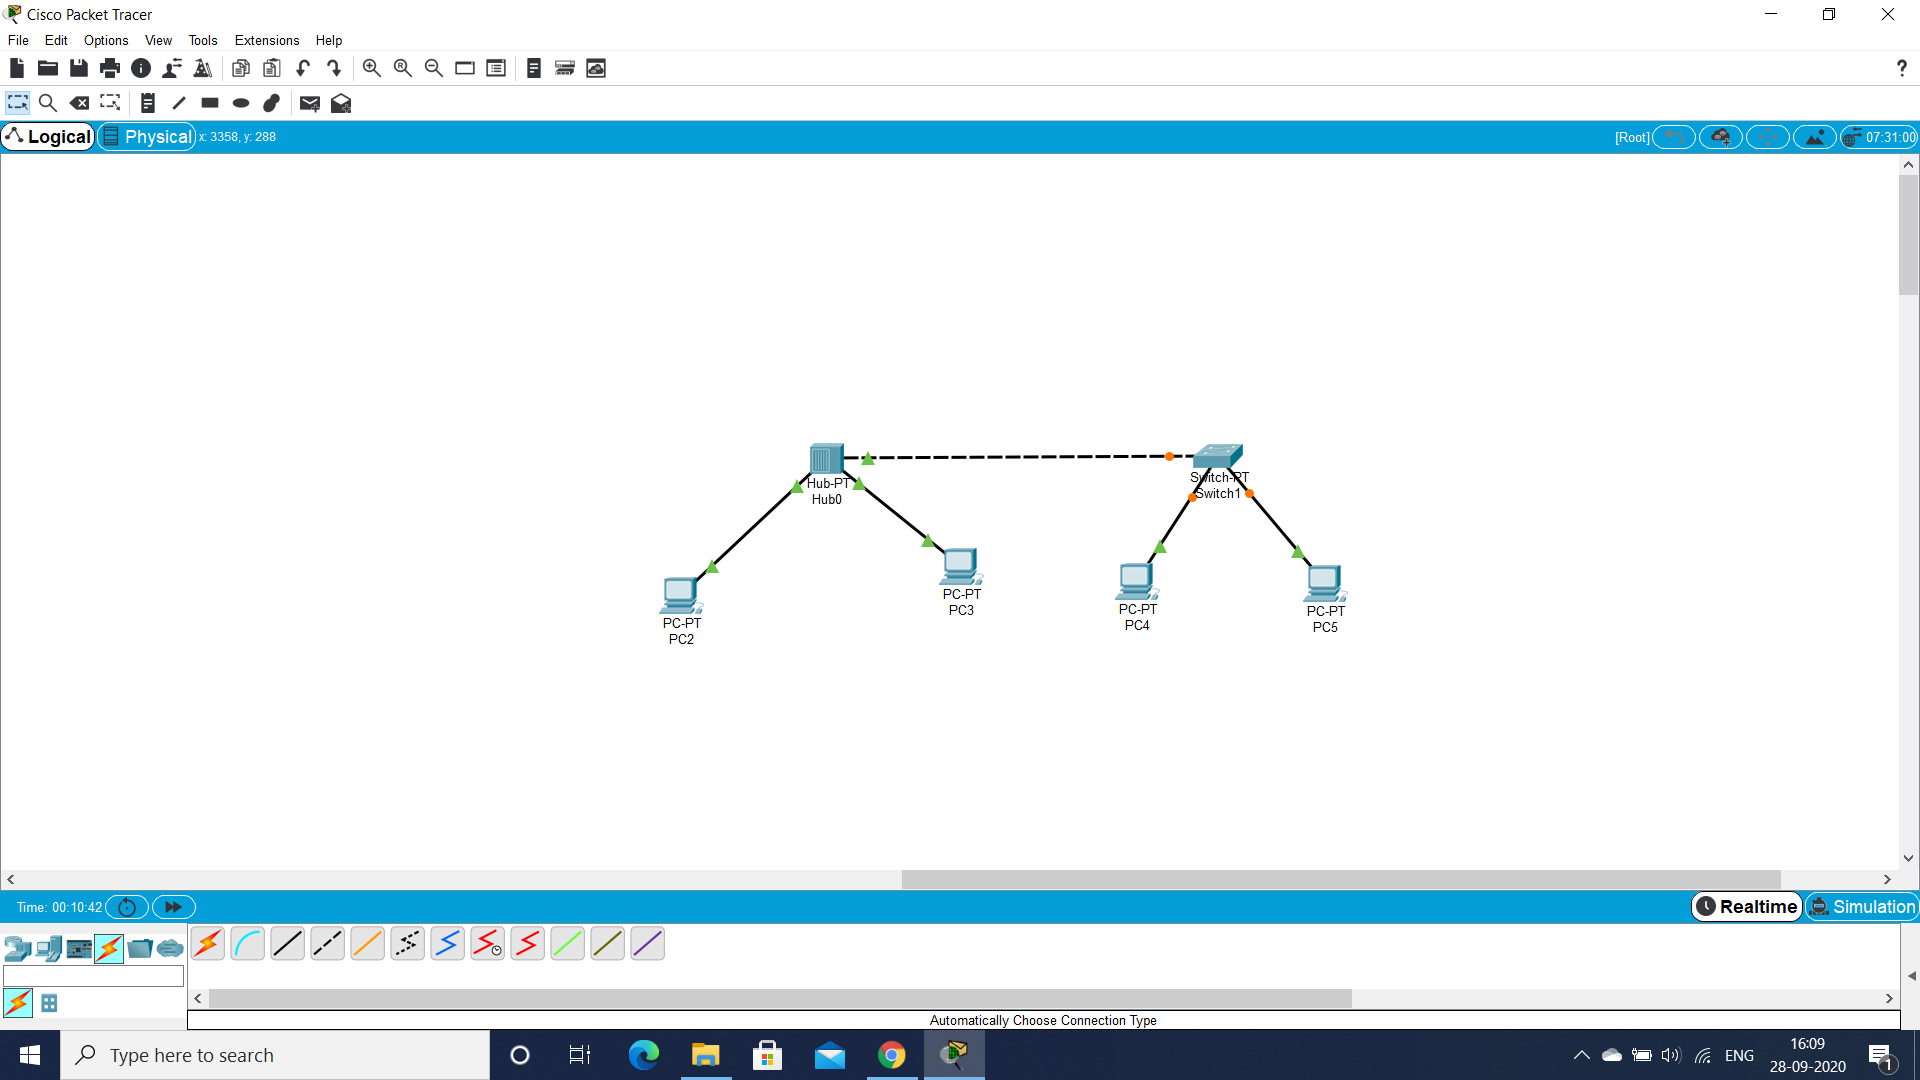 Cisco Packet Tracer
File Edit Options View Tools Extensions Help
?
Logical Physical x: 3358, y: 288 [Root] 07:31:00
Hub-PT
Hub0
Switch-PT
Switch1
PC-PT
PC3
PC-PT
PC4
PC-PT
PC5
PC-PT
PC2
Time: 00:10:42 Realtime Simulation
Automatically Choose Connection Type
Type here to search
ENG
16:09
28-09-2020
1